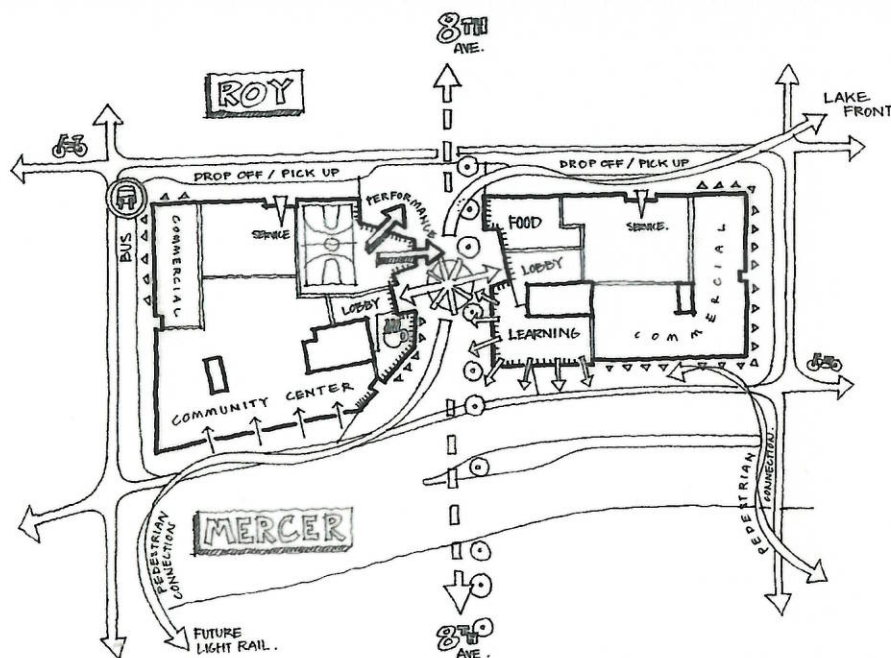 8TH
AVE.
ROY
LAKE
FRONT
DROP OFF / PICK UP
DROP OFF / PICK UP
BUS
COMMERCIAL
SERVICE
PERFORMANCE
FOOD
SERVICE.
COMMERCIAL
LOBBY
LOBBY
LEARNING
COMMUNITY CENTER
PEDESTRIAN
CONNECTION
MERCER
PEDESTRIAN
CONNECTION.
FUTURE
LIGHT RAIL.
8TH
AVE.